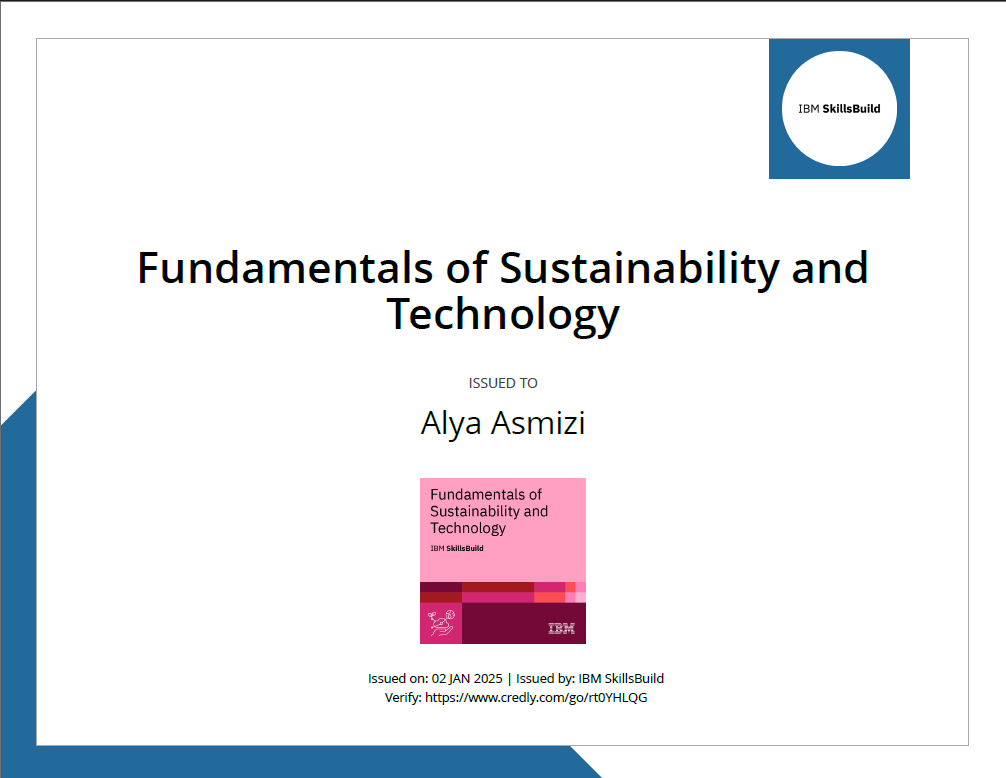 IBM SkillsBuild
Fundamentals of Sustainability and
Technology
ISSUED TO
Alya Asmizi
Fundamentals of
Sustainability and
Technology
IBM SkillsBuild
IBM
Issued on: 02 JAN 2025 | Issued by: IBM SkillsBuild
Verify: https://www.credly.com/go/rt0YHLQG